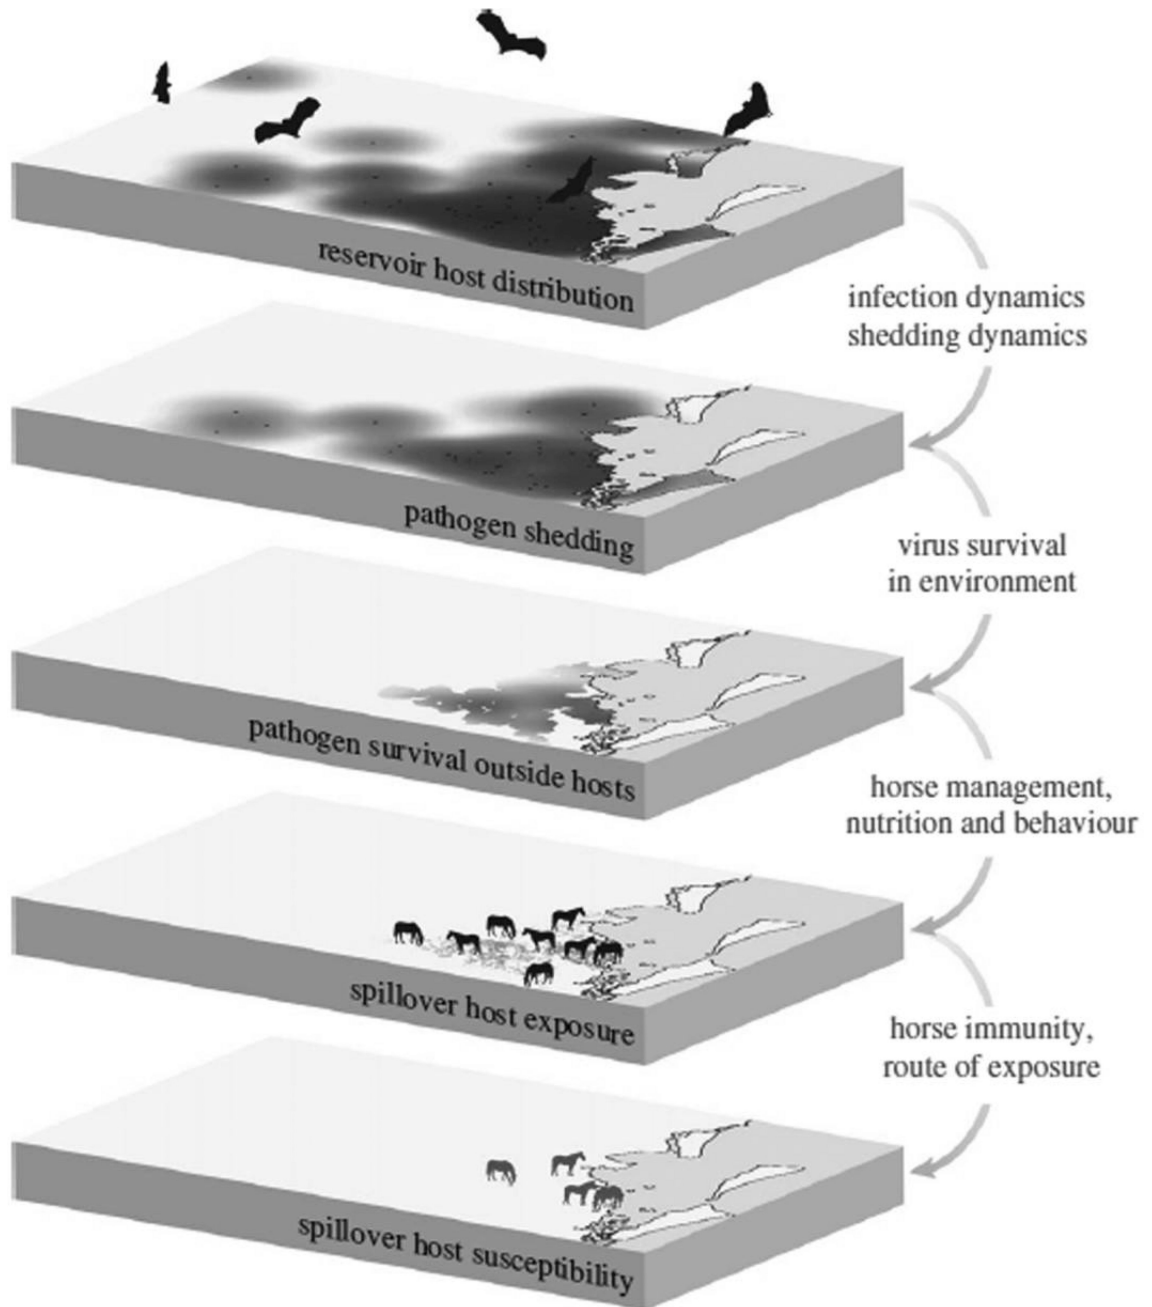 reservoir host distribution
infection dynamics
shedding dynamics
pathogen shedding
virus survival
in environment
pathogen survival outside hosts
horse management,
nutrition and behaviour
spillover host exposure
horse immunity,
route of exposure
spillover host susceptibility